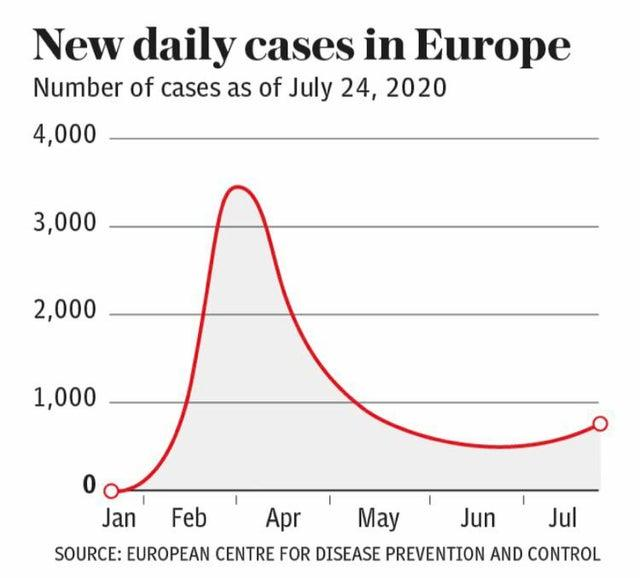 New daily cases in Europe
Number of cases as of July 24, 2020
4,000
3,000
2,000
1,000
0
Jan Feb Apr May Jun Jul
SOURCE: EUROPEAN CENTRE FOR DISEASE PREVENTION AND CONTROL